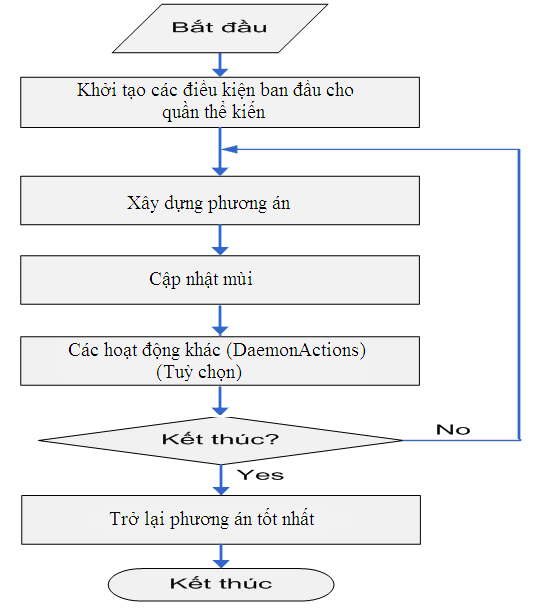 Bắt đầu
Khởi tạo các điều kiện ban đầu cho
quần thể kiến
Xây dựng phương án
Cập nhật mùi
Các hoạt động khác (DaemonActions)
(Tuỳ chọn)
Kết thúc?
No
Yes
Trở lại phương án tốt nhất
Kết thúc